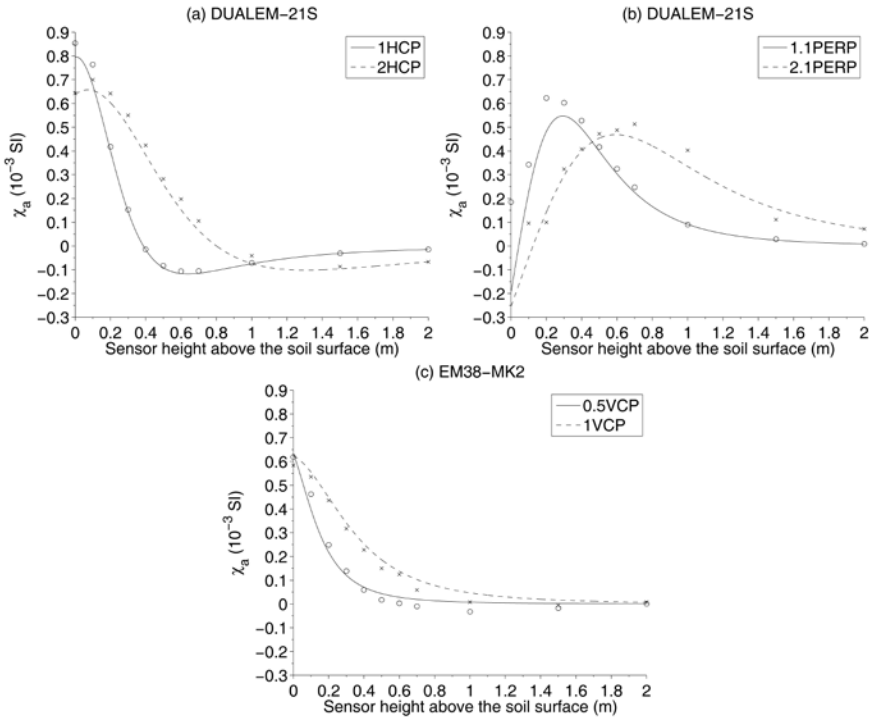 (a) DUALEM−21S
0.9
0.8
0.7
0.6
0.5
0.4
0.3
0.2
0.1
0
−0.1
−0.2
−0.3
χa (10−3 SI)
1HCP
2HCP
0 0.2 0.4 0.6 0.8 1 1.2 1.4 1.6 1.8 2
Sensor height above the soil surface (m)
(b) DUALEM−21S
0.9
0.8
0.7
0.6
0.5
0.4
0.3
0.2
0.1
0
−0.1
−0.2
−0.3
χa (10−3 SI)
1.1PERP
2.1PERP
0 0.2 0.4 0.6 0.8 1 1.2 1.4 1.6 1.8 2
Sensor height above the soil surface (m)
(c) EM38−MK2
0.9
0.8
0.7
0.6
0.5
0.4
0.3
0.2
0.1
0
−0.1
−0.2
−0.3
χa (10−3 SI)
0.5VCP
1VCP
0 0.2 0.4 0.6 0.8 1 1.2 1.4 1.6 1.8 2
Sensor height above the soil surface (m)